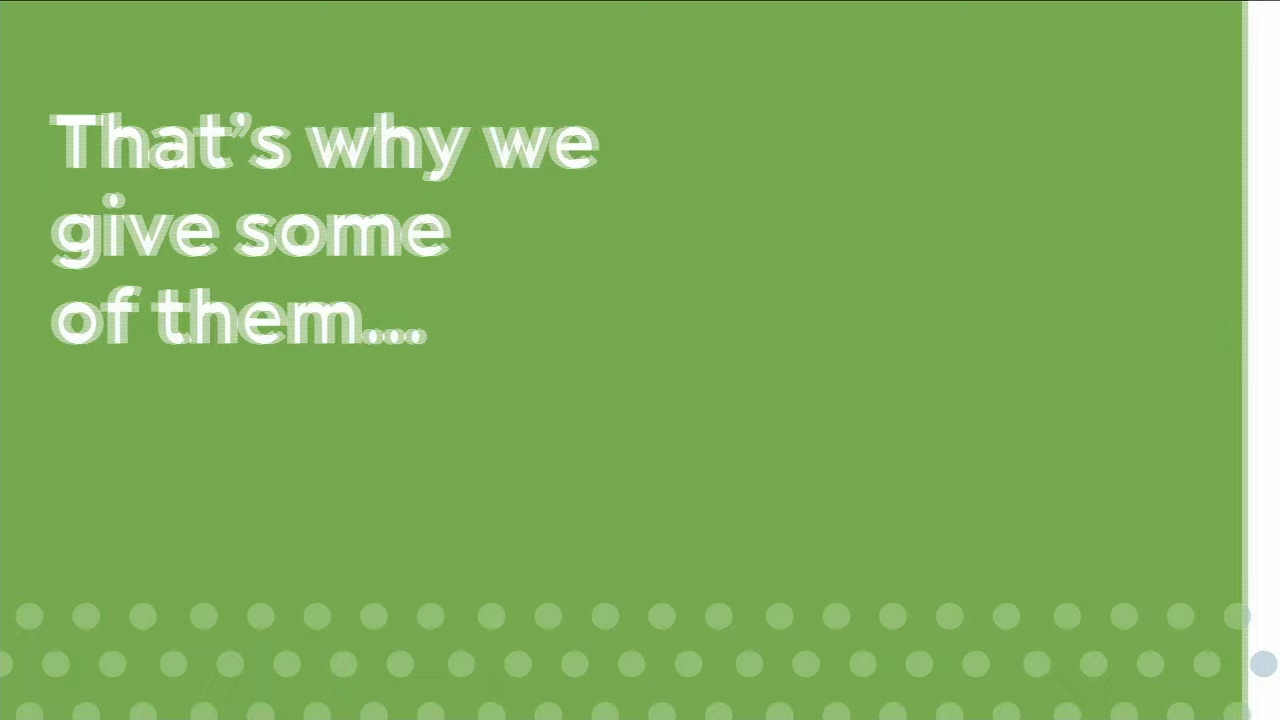 That’s why we
give some
of them....